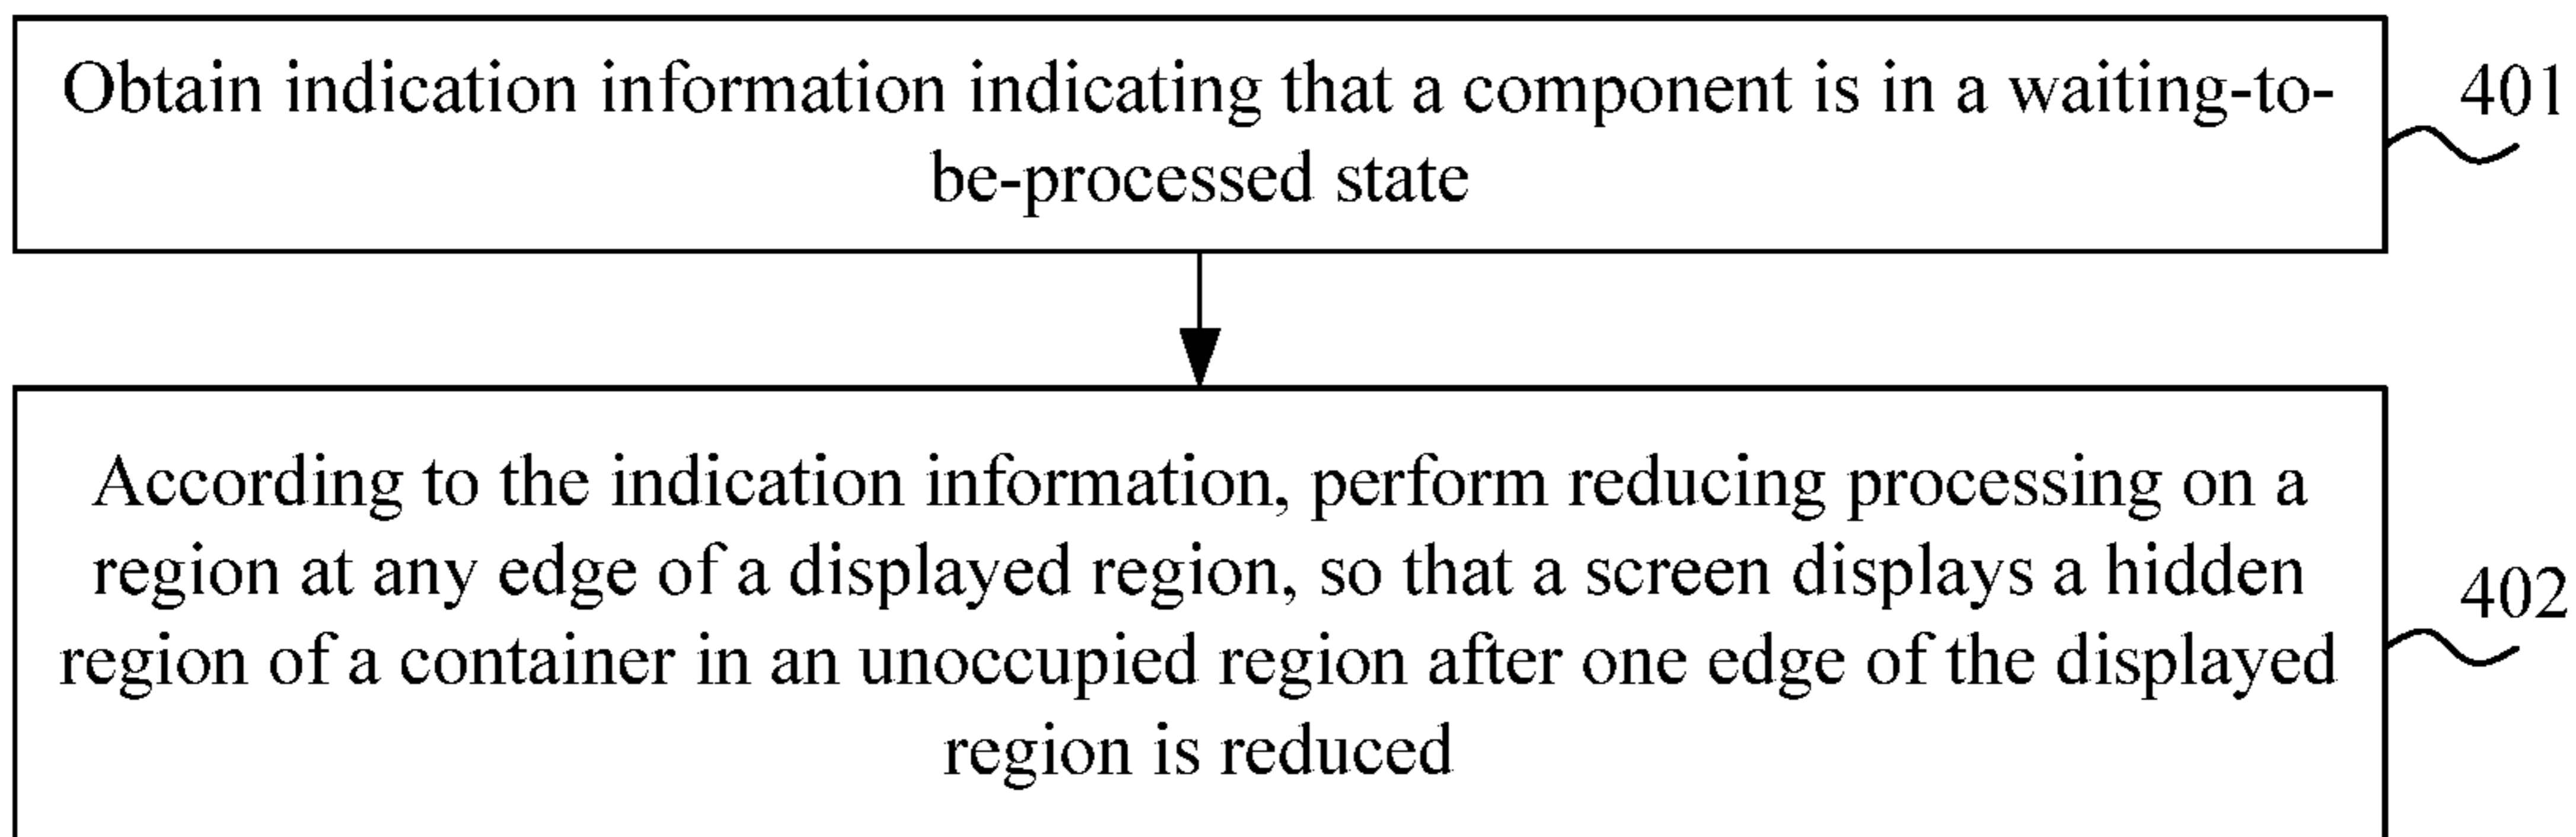 Obtain indication information indicating that a component is in a waiting-to-
be-processed state
401
According to the indication information, perform reducing processing on a
region at any edge of a displayed region, so that a screen displays a hidden
region of a container in an unoccupied region after one edge of the displayed
region is reduced
402